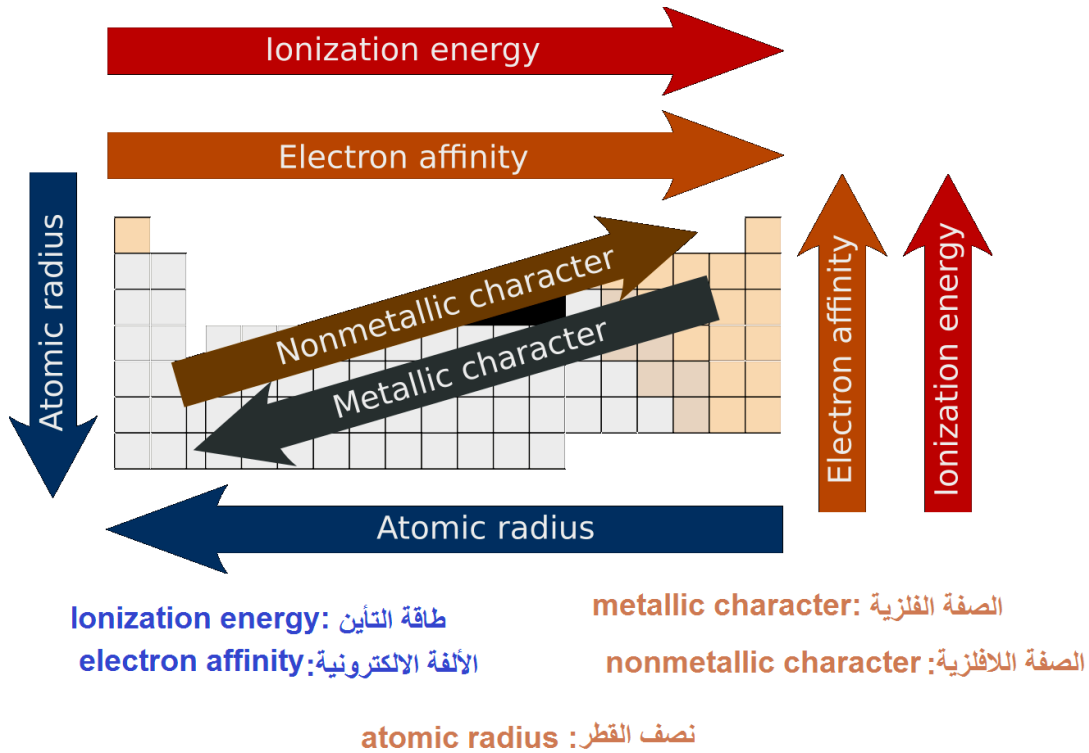 Ionization energy
Electron affinity
Atomic radius
Nonmetallic character
Metallic character
Electron affinity
Ionization energy
Atomic radius
Ionization energy: طاقة التأين
metallic character: الصفة الفلزية
electron affinity: الألفة الالكترونية
nonmetallic character: الصفة اللافلزية
atomic radius : نصف القطر